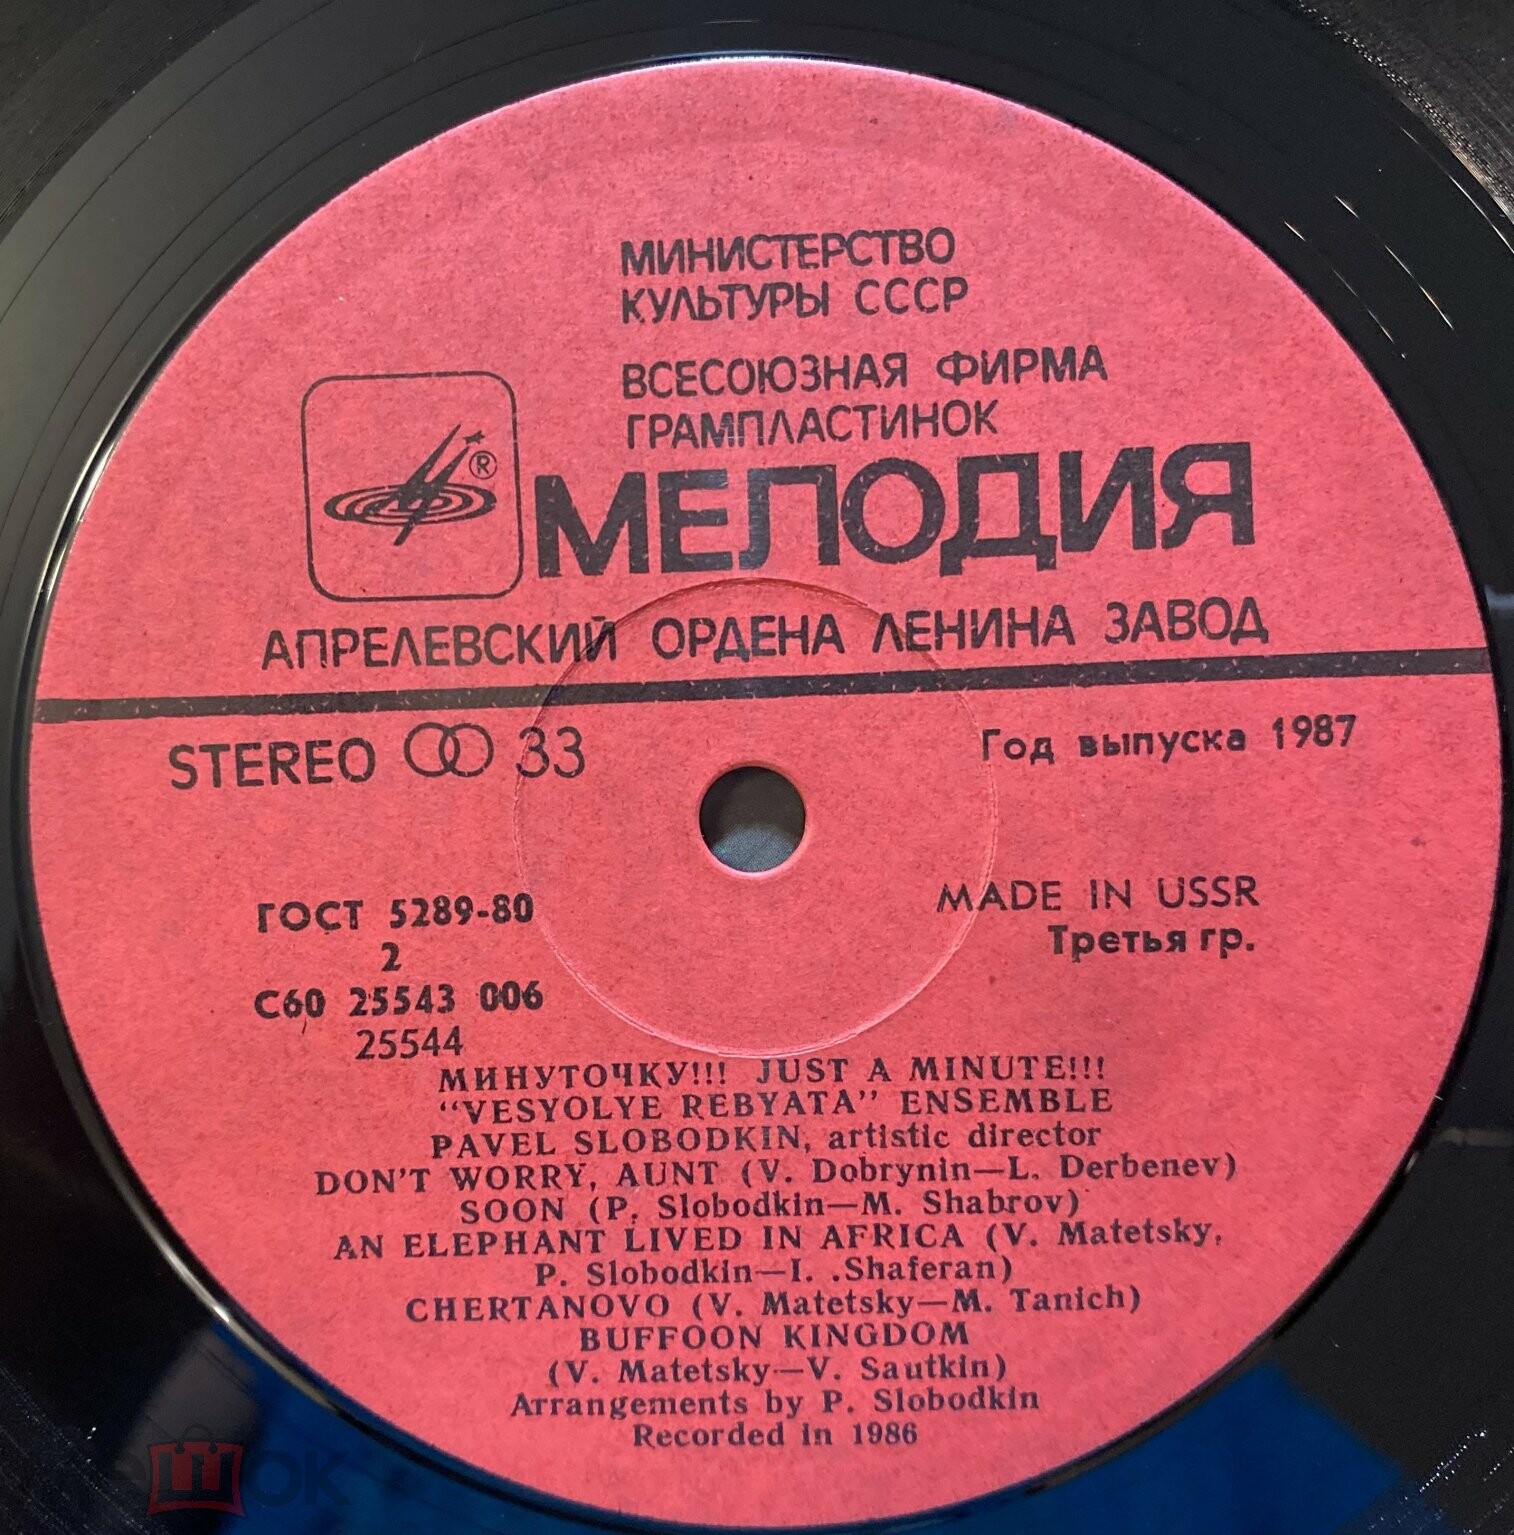 МИНИСТЕРСТВО
КУЛЬТУРЫ СССР
ВСЕСОЮЗНАЯ ФИРМА
ГРАМПЛАСТИНОК
®
МЕЛОДИЯ
АПРЕЛЕВСКИЙ ОРДЕНА ЛЕНИНА ЗАВОД
STEREO 33
Год выпуска 1987
ГОСТ 5289-80
2
С60 25543 006
25544
MADE IN USSR
Третья гр.
МИНУТОЧКУ!!! JUST A MINUTE!!!
"VESYOLYE REBYATA" ENSEMBLE
PAVEL SLOBODKIN, artistic director
DON'T WORRY, AUNT (V. Dobrynin—L. Derbenev)
SOON (P. Slobodkin—M. Shabrov)
AN ELEPHANT LIVED IN AFRICA (V. Matetsky,
P. Slobodkin—I. .Shaferan)
CHERTANOVO (V. Matetsky—M. Tanich)
BUFFOON KINGDOM
(V. Matetsky—V. Sautkin)
Arrangements by P. Slobodkin
Recorded in 1986
мешок